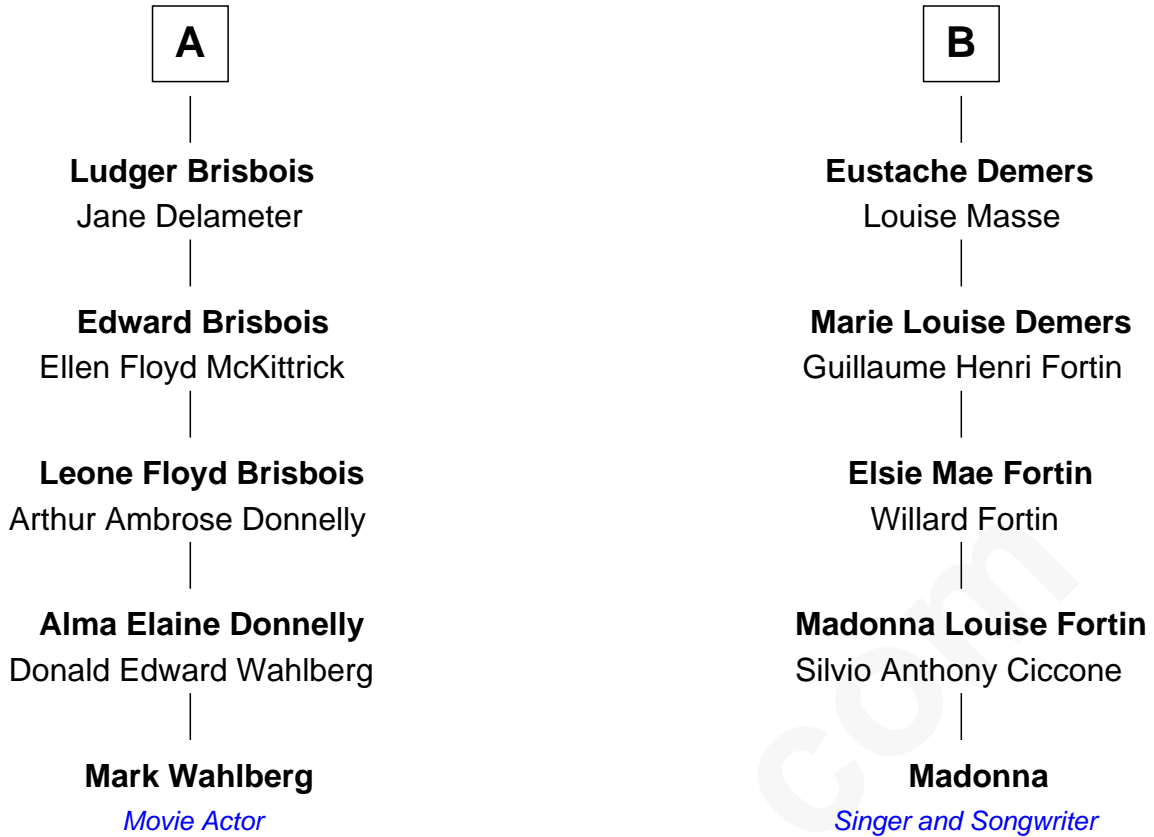 A
Ludger Brisbois
Jane Delameter
Edward Brisbois
Ellen Floyd McKittrick
Leone Floyd Brisbois
Arthur Ambrose Donnelly
Alma Elaine Donnelly
Donald Edward Wahlberg
Mark Wahlberg
Movie Actor
B
Eustache Demers
Louise Masse
Marie Louise Demers
Guillaume Henri Fortin
Elsie Mae Fortin
Willard Fortin
Madonna Louise Fortin
Silvio Anthony Ciccone
Madonna
Singer and Songwriter
com